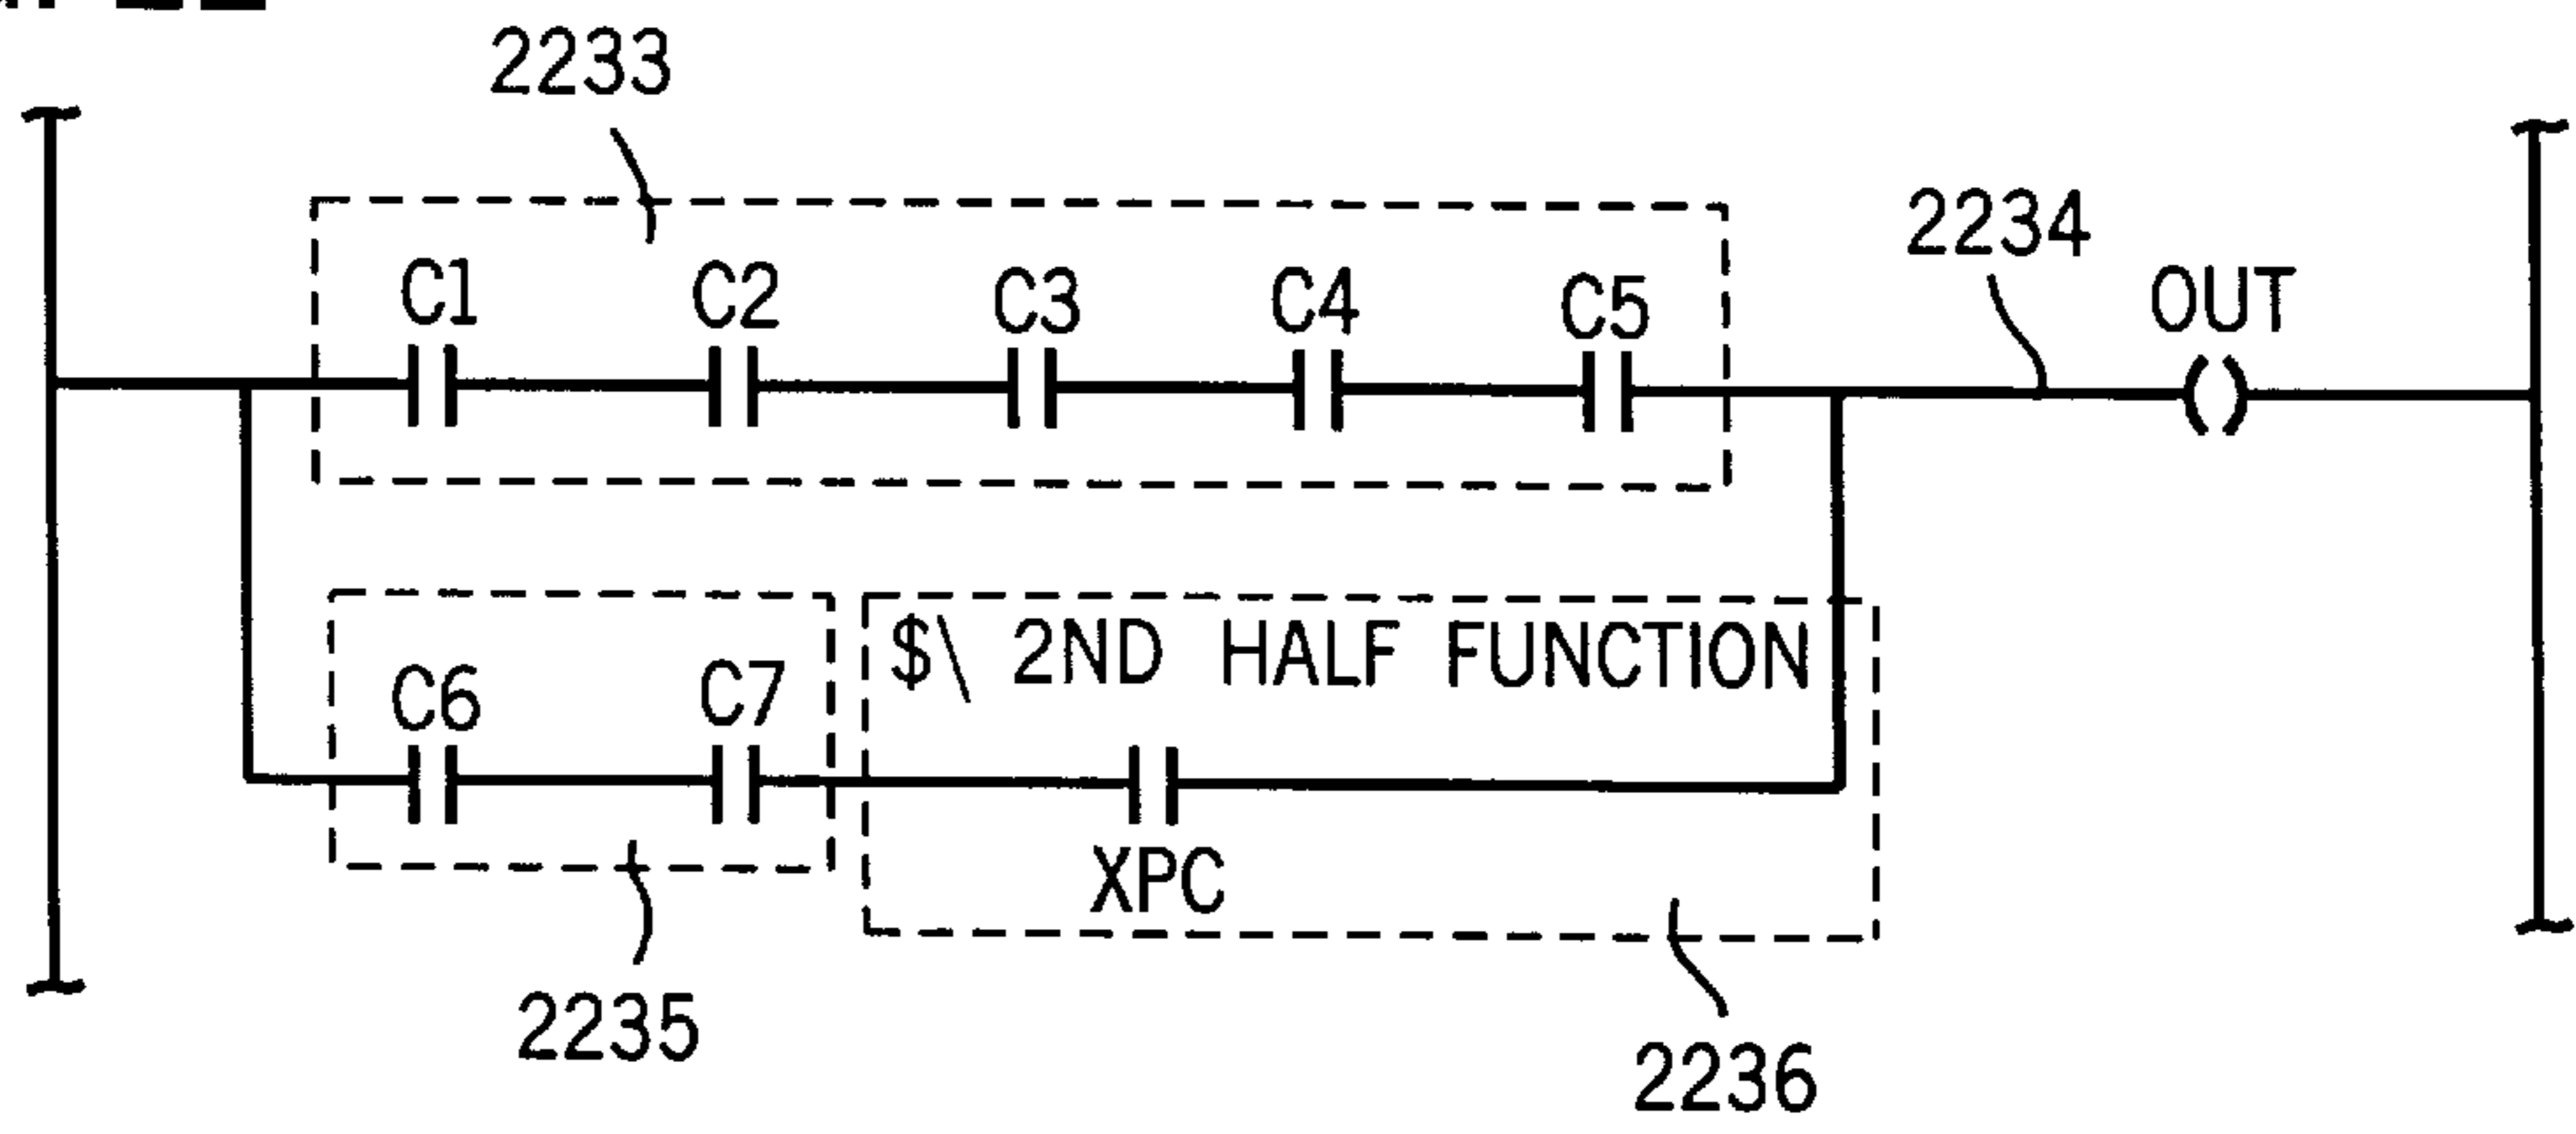 2233
2234
C1 C2 C3 C4 C5 OUT
$\ 2ND HALF FUNCTION
C6 C7
XPC
2235
2236